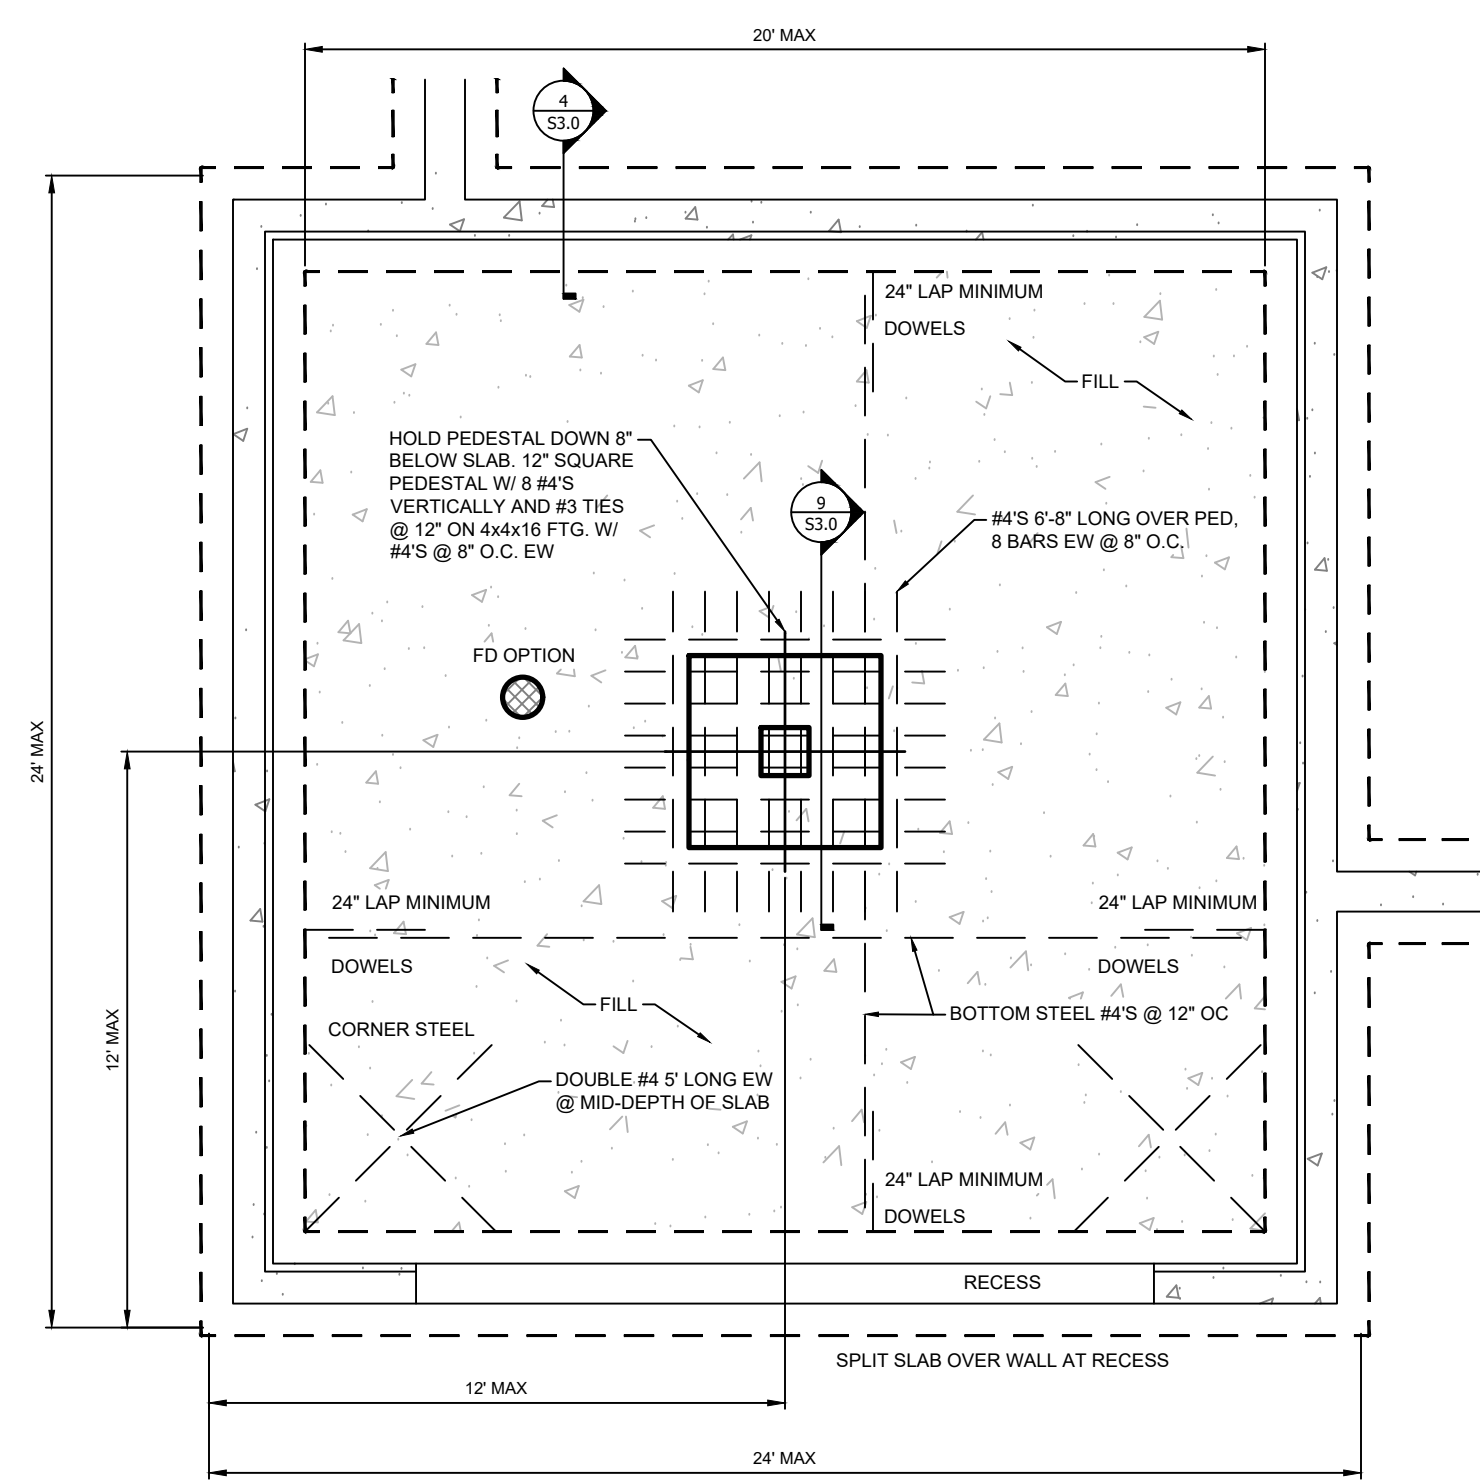 20' MAX
4
S3.0
24" LAP MINIMUM
DOWELS
FILL
HOLD PEDESTAL DOWN 8"
BELOW SLAB. 12" SQUARE
PEDESTAL W/ 8 #4'S
VERTICALLY AND #3 TIES
@ 12" ON 4x4x16 FTG. W/
#4'S @ 8" O.C. EW
9
S3.0
#4'S 6'-8" LONG OVER PED,
8 BARS EW @ 8" O.C.
FD OPTION
24' MAX
24" LAP MINIMUM
24" LAP MINIMUM
DOWELS
DOWELS
FILL
BOTTOM STEEL #4'S @ 12" OC
CORNER STEEL
12' MAX
DOUBLE #4 5' LONG EW
@ MID-DEPTH OF SLAB
24" LAP MINIMUM
DOWELS
RECESS
SPLIT SLAB OVER WALL AT RECESS
12' MAX
24' MAX